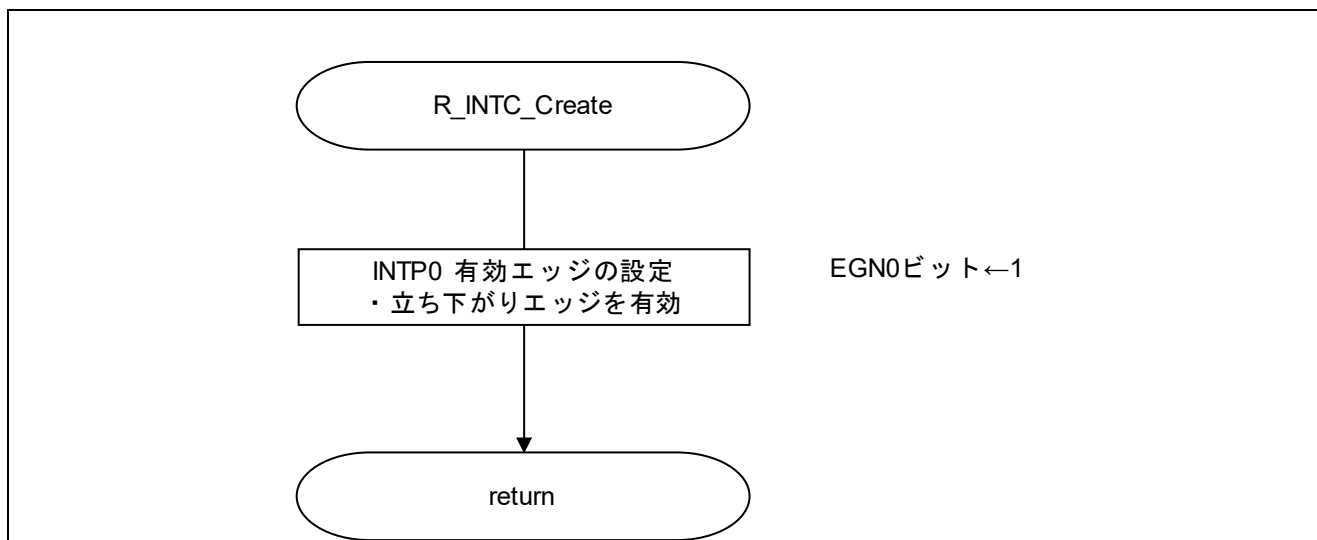 R_INTC_Create
INTP0 有効エッジの設定
・立ち下がりエッジを有効
EGN0ビット←1
return